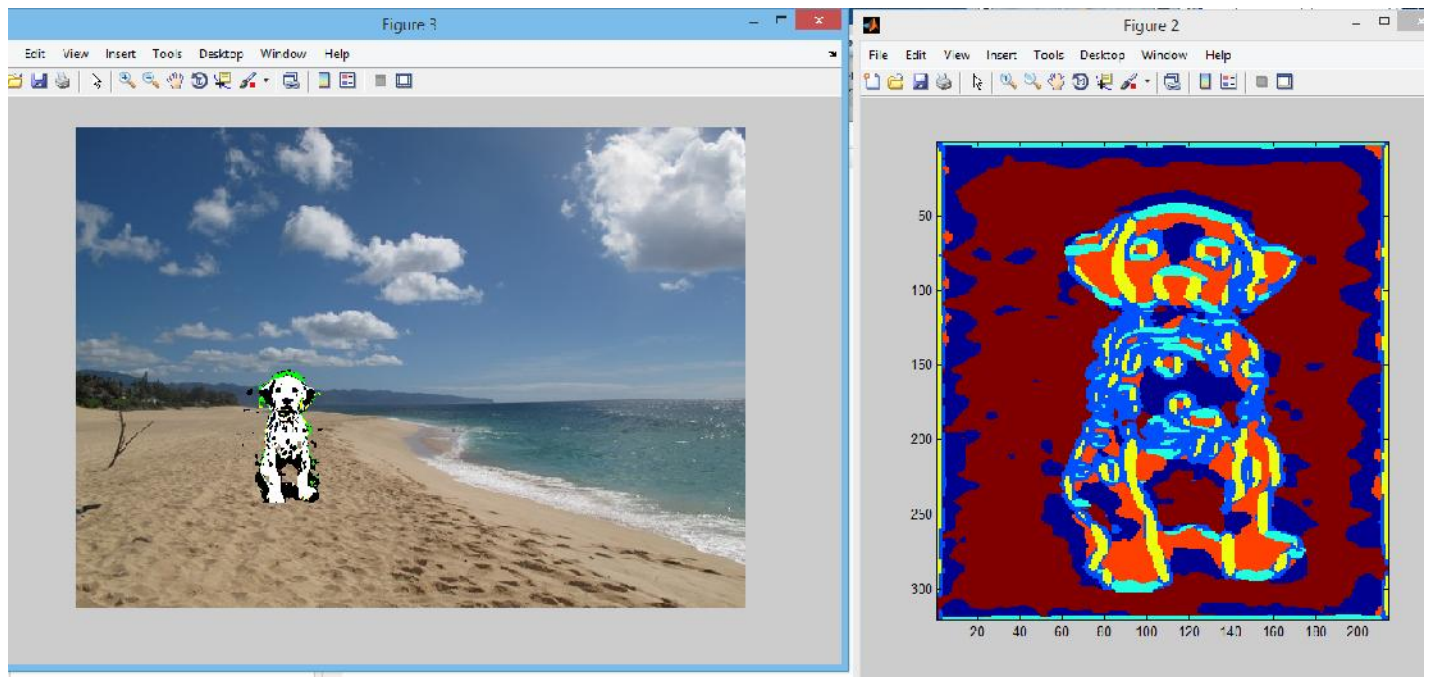 Figure 3
Edit View Insert Tools Desktop Window Help
Figure 2
File Edit View Insert Tools Desktop Window Help
50
100
150
200
250
300
20 40 60 80 100 120 140 160 180 200